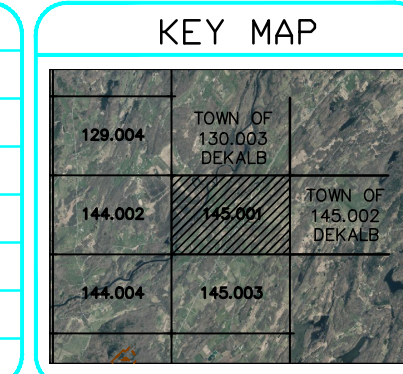 KEY MAP
129.004
TOWN OF
130.003
DEKALB
144.002
145.001
TOWN OF
145.002
DEKALB
144.004
145.003